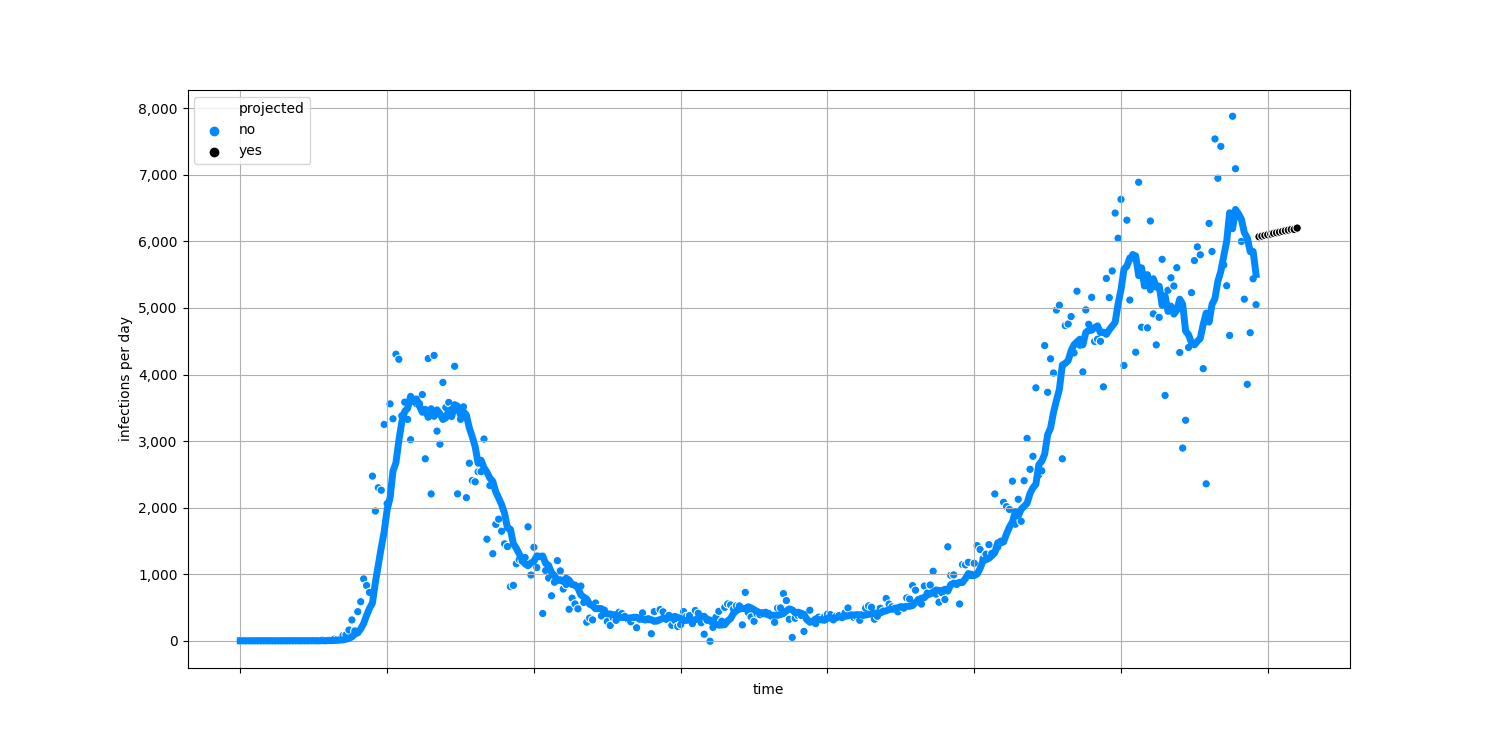 projected
no
yes
8,000
7,000
6,000
5,000
4,000
3,000
2,000
1,000
0
infections per day
time